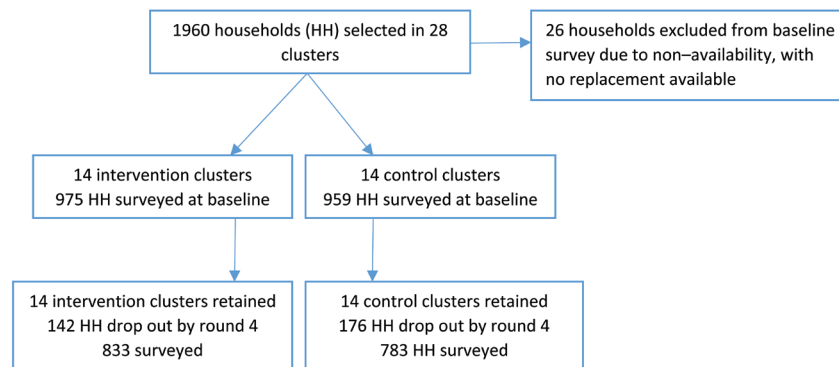 1960 households (HH) selected in 28
clusters
26 households excluded from baseline
survey due to non–availability, with
no replacement available
14 intervention clusters
975 HH surveyed at baseline
14 control clusters
959 HH surveyed at baseline
14 intervention clusters retained
142 HH drop out by round 4
833 surveyed
14 control clusters retained
176 HH drop out by round 4
783 HH surveyed